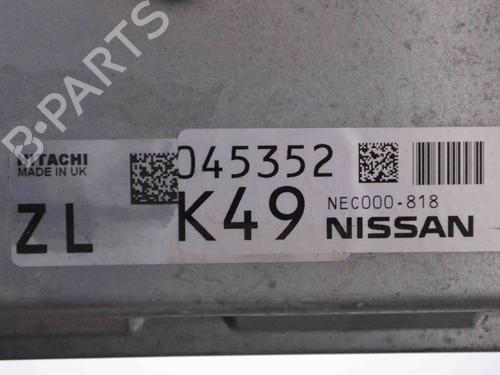 B-PARTS
HITACHI
MADE IN UK
ZL
045352
K49
NEC000-818
NISSAN